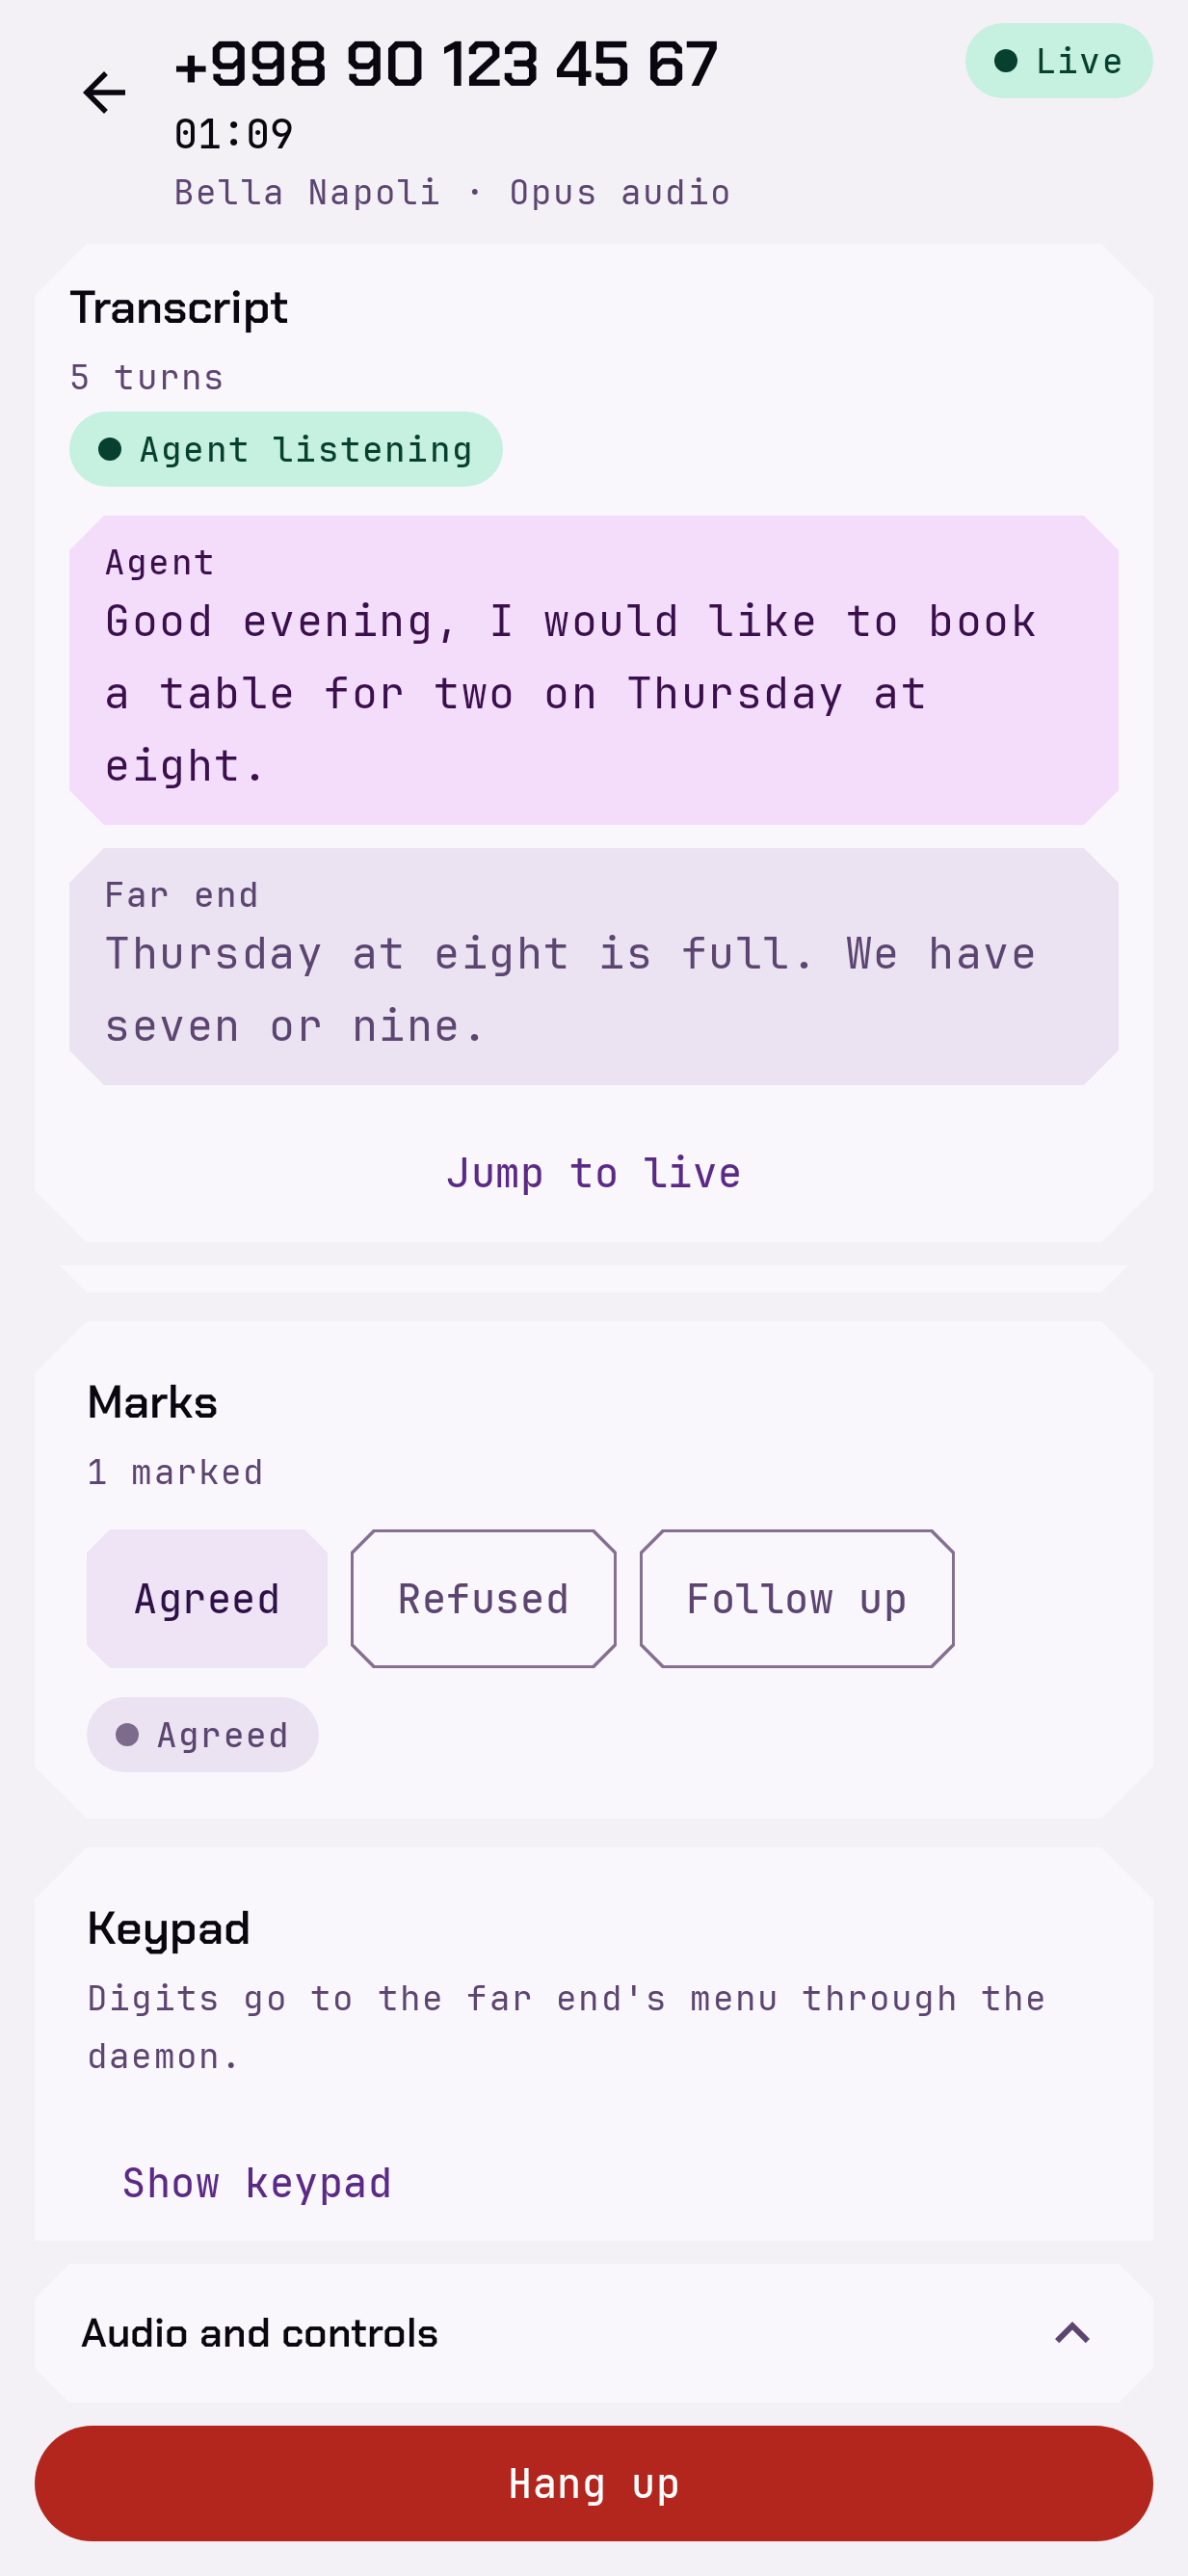 +998 90 123 45 67
Live
01:09
Bella Napoli · Opus audio
Transcript
5 turns
Agent listening
Agent
Good evening, I would like to book
a table for two on Thursday at
eight.
Far end
Thursday at eight is full. We have
seven or nine.
Jump to live
Marks
1 marked
Agreed
Refused
Follow up
Agreed
Keypad
Digits go to the far end's menu through the
daemon.
Show keypad
Audio and controls
Hang up